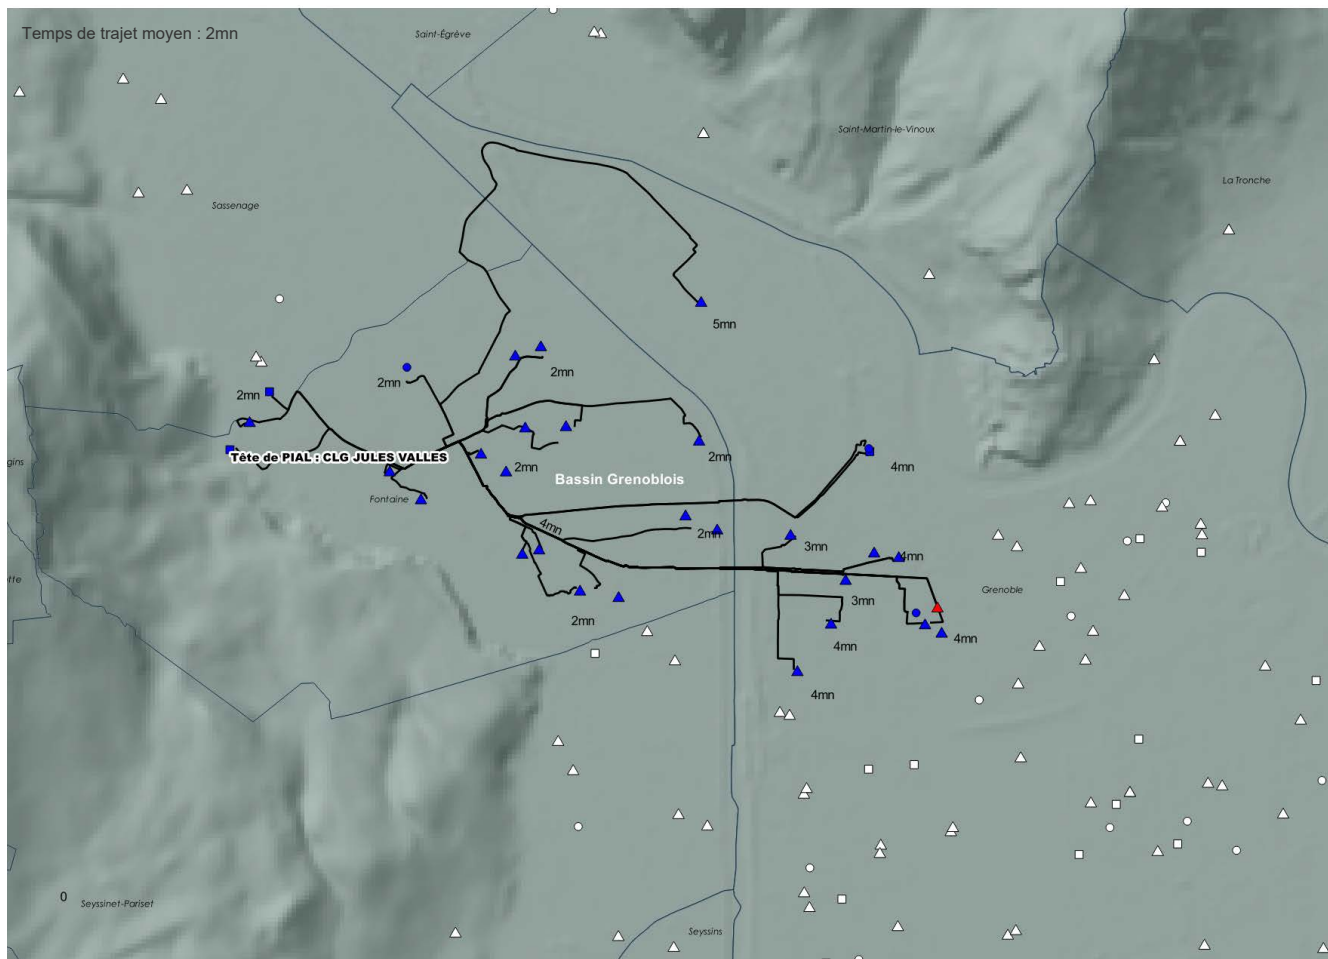 Temps de trajet moyen : 2mn
Saint-Égrève
Saint-Martin-le-Vinoux
La Tronche
Sassenage
5mn
2mn
2mn
2mn
2mn
Tête de PIAL : CLG JULES VALLES
2mn
2mn
4mn
Bassin Grenoblois
Fontaine
4mn
2mn
3mn
4mn
Grenoble
3mn
2mn
4mn
4mn
4mn
0
Seyssinet-Pariset
Seyssins